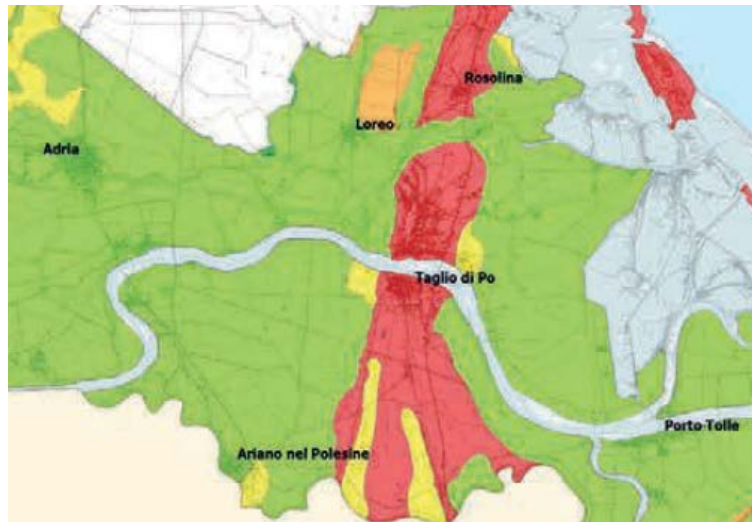 Rosolina
Loreo
Adria
Taglio di Po
Porto Tolle
Ariano nel Polesine